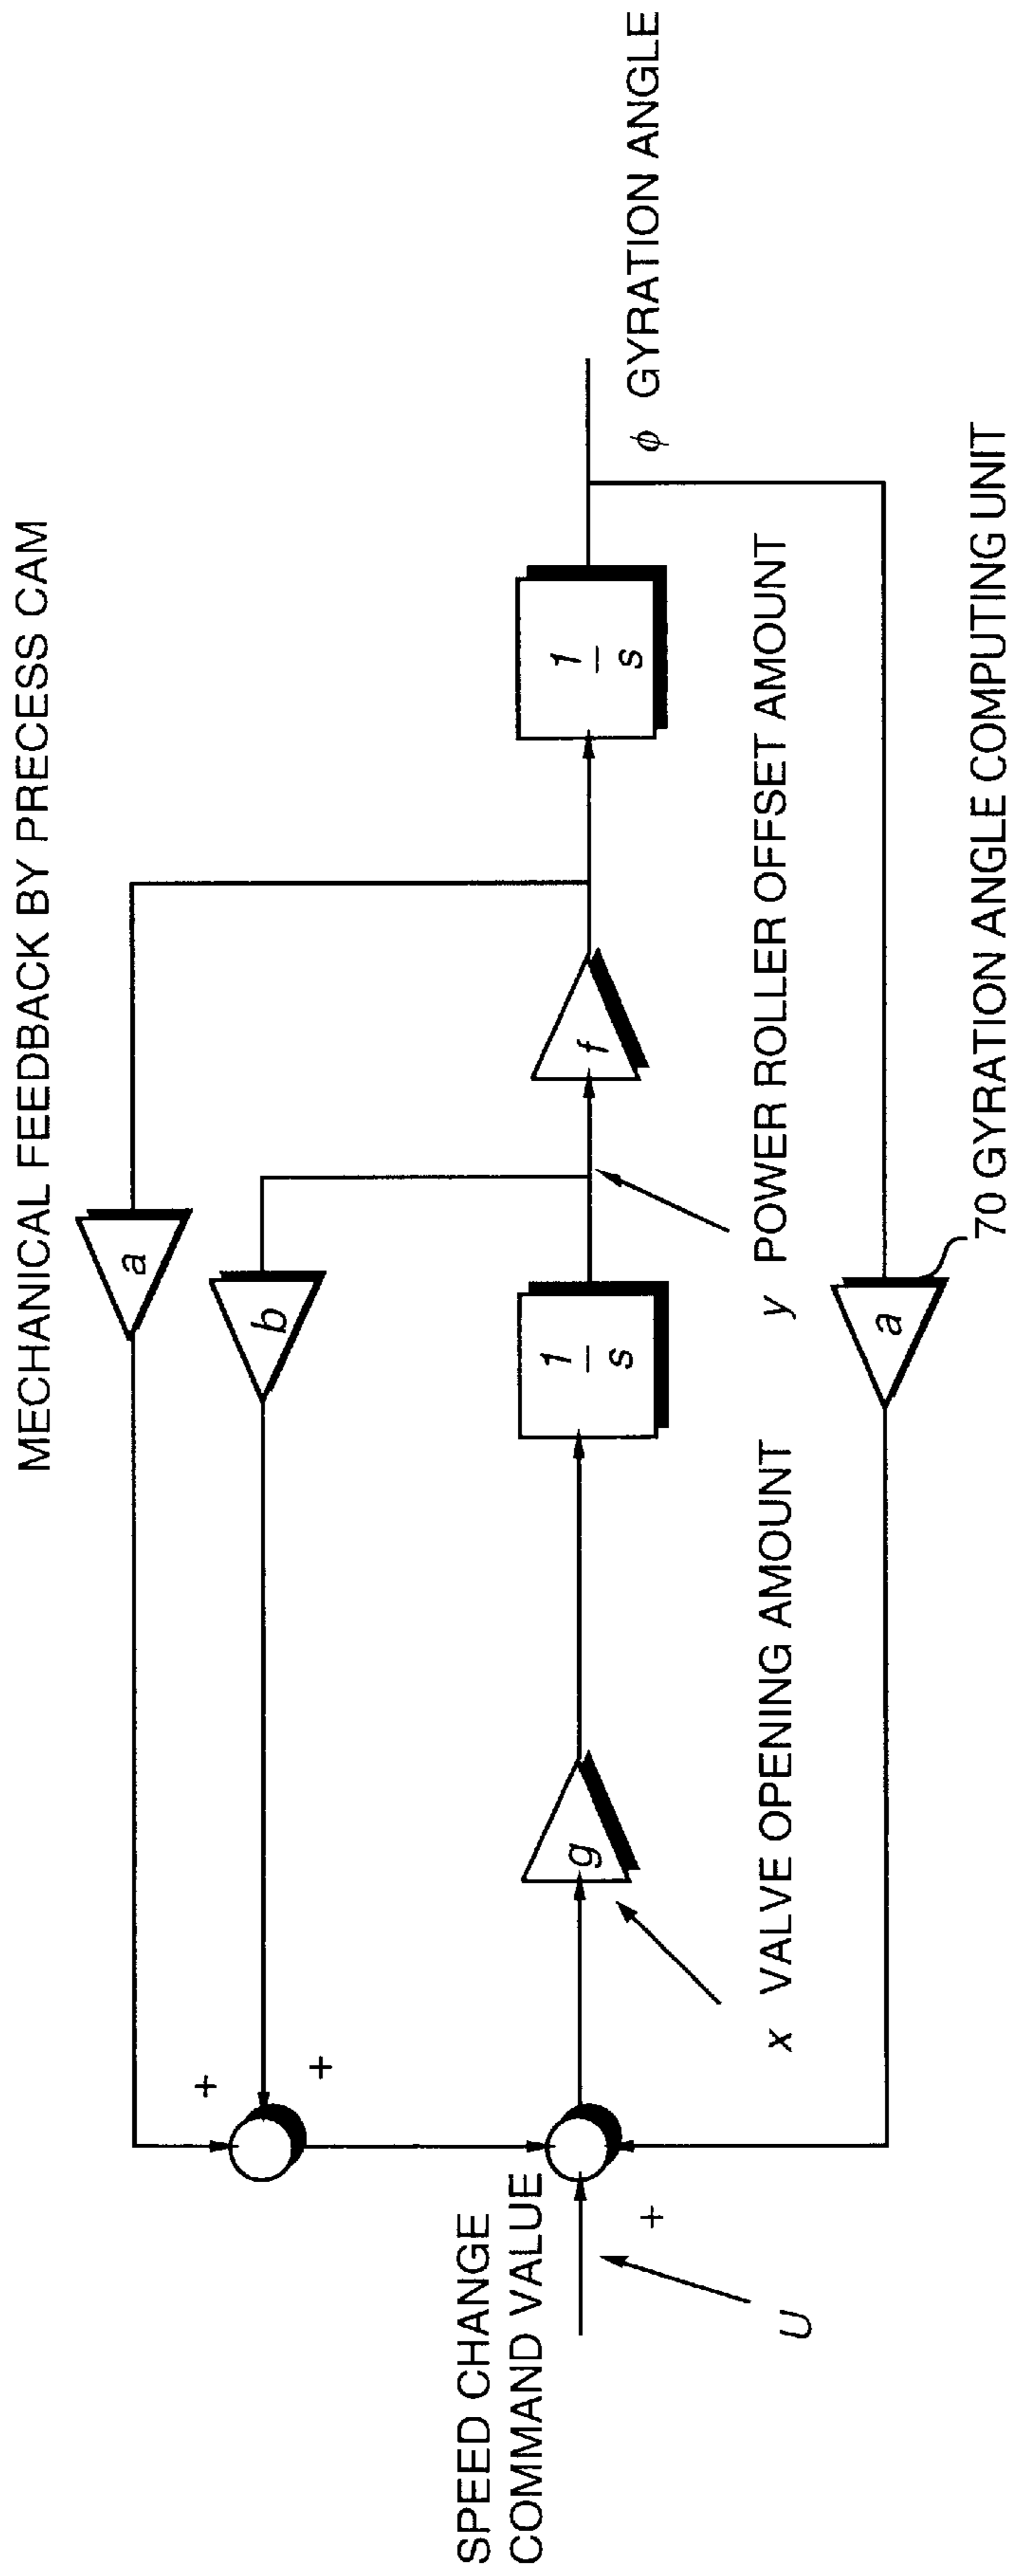 MECHANICAL FEEDBACK BY PRECESS CAM
a
b
+
+
SPEED CHANGE
COMMAND VALUE
g
1
s
f
1
s
+
U
x VALVE OPENING AMOUNT
y POWER ROLLER OFFSET AMOUNT
ϕ GYRATION ANGLE
a
70 GYRATION ANGLE COMPUTING UNIT